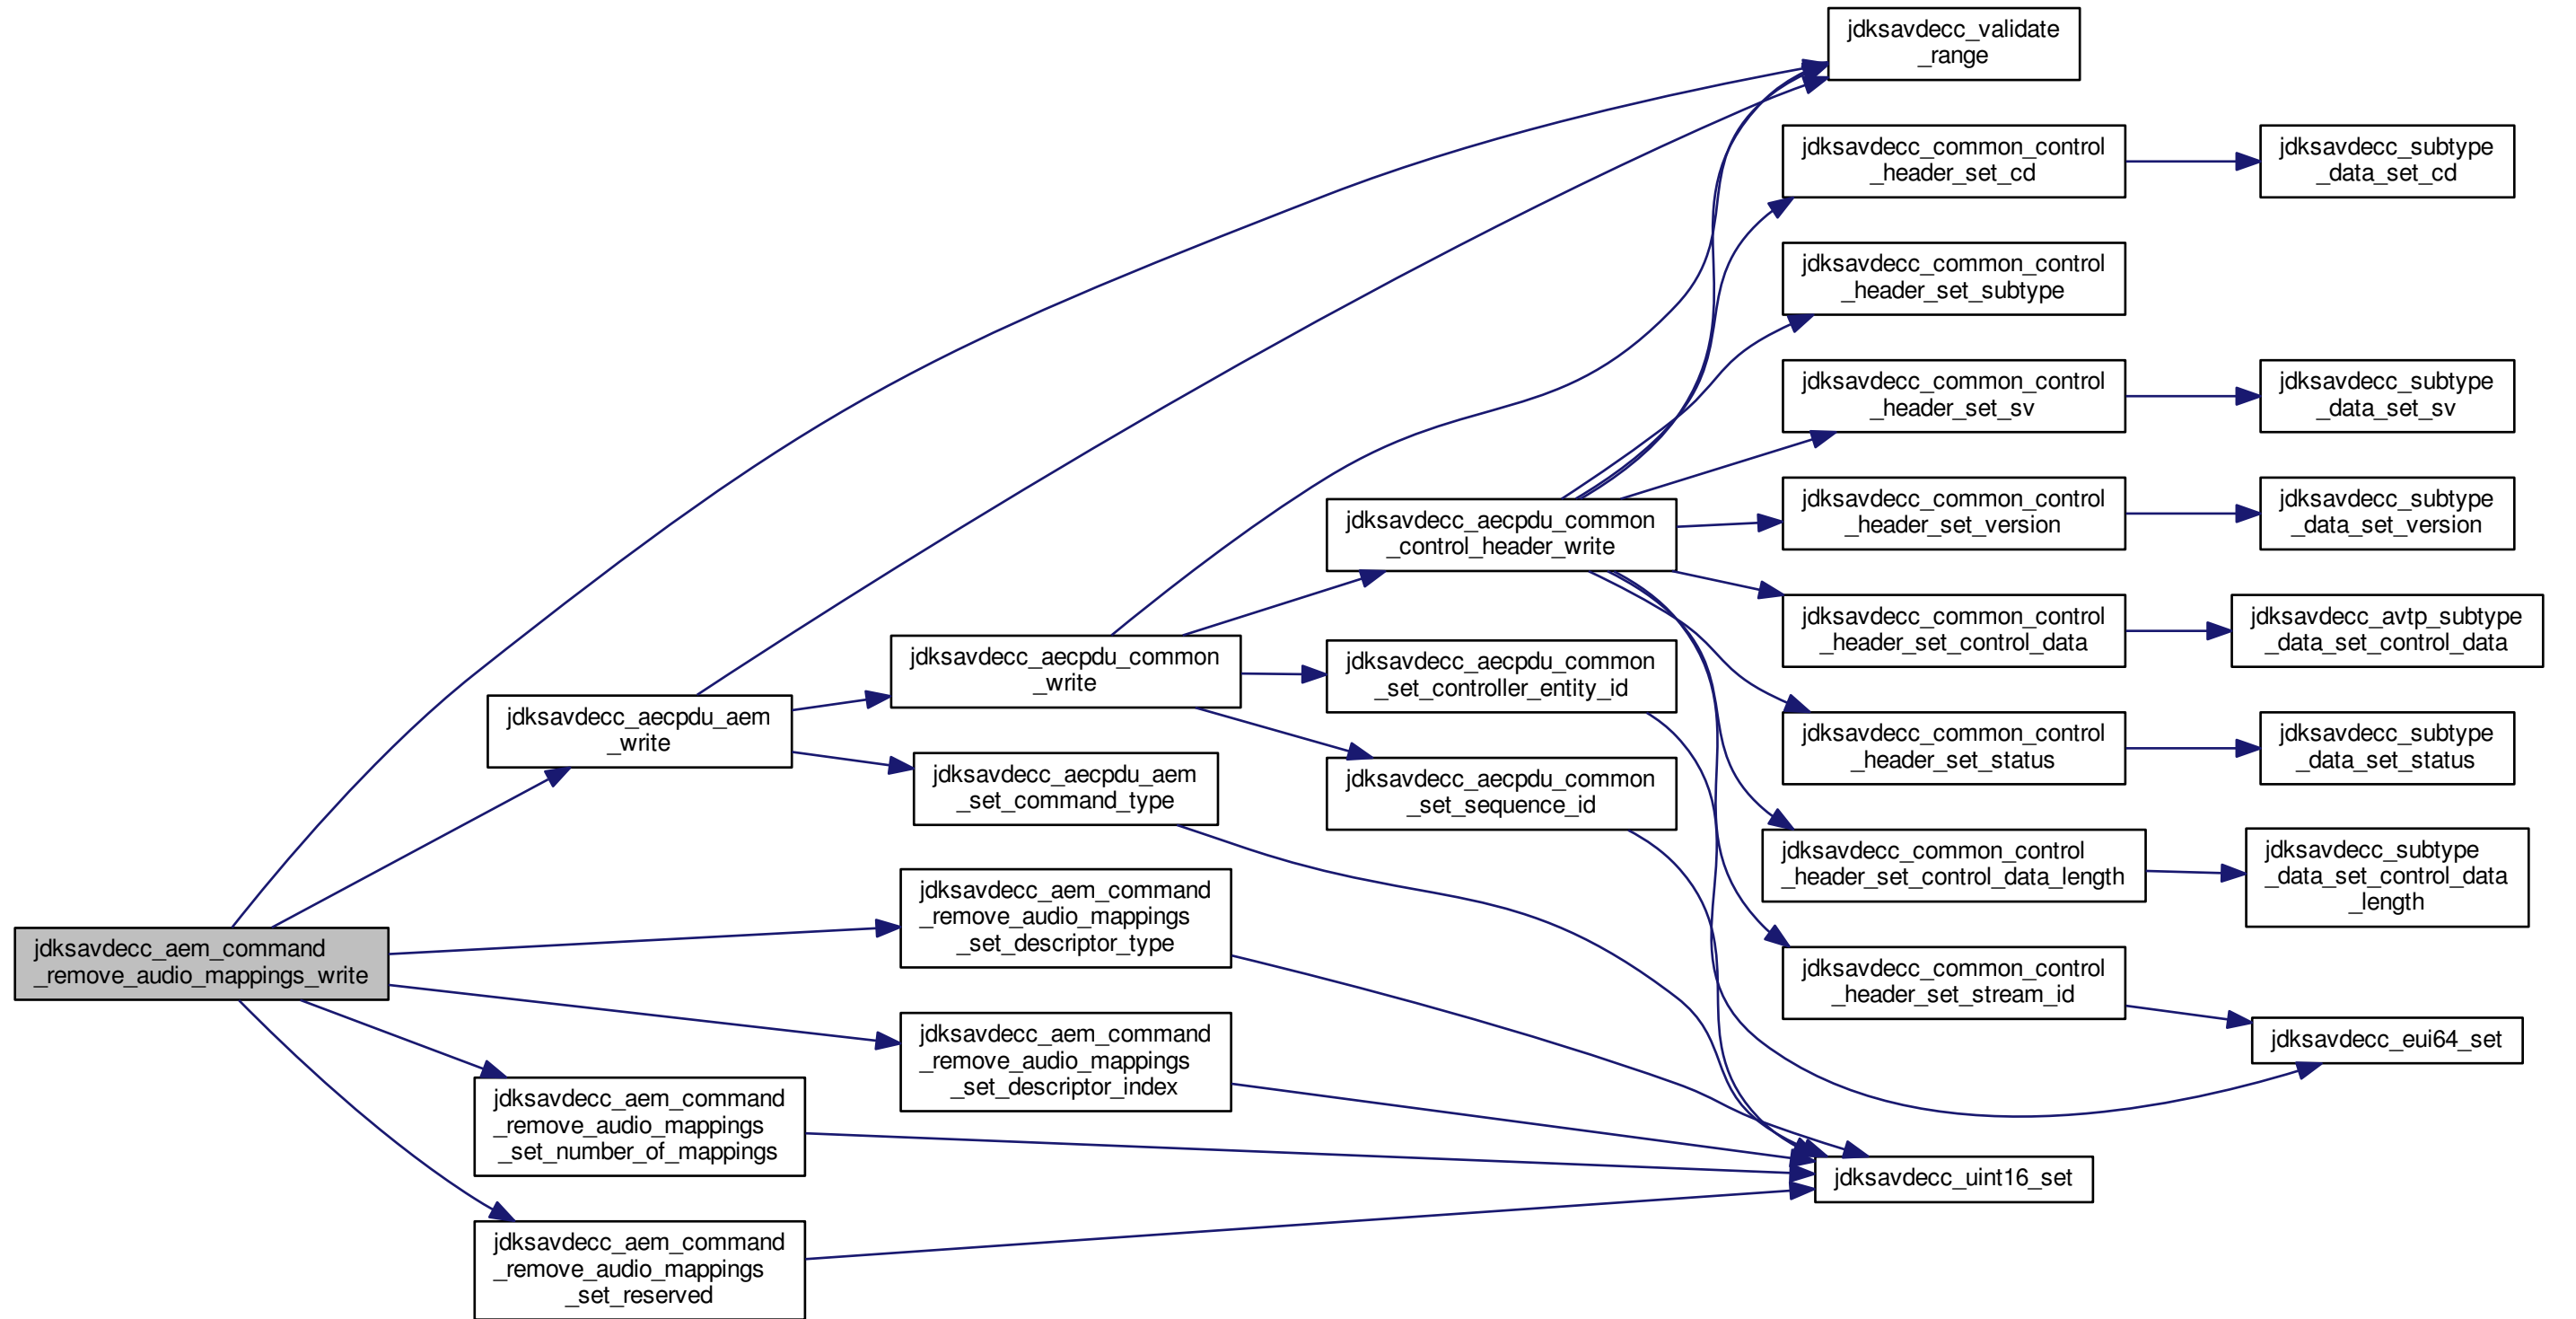 jdksavdecc_aem_command
_remove_audio_mappings_write
jdksavdecc_aecpdu_aem
_write
jdksavdecc_aem_command
_remove_audio_mappings
_set_number_of_mappings
jdksavdecc_aem_command
_remove_audio_mappings
_set_reserved
jdksavdecc_aecpdu_common
_write
jdksavdecc_aecpdu_aem
_set_command_type
jdksavdecc_aem_command
_remove_audio_mappings
_set_descriptor_type
jdksavdecc_aem_command
_remove_audio_mappings
_set_descriptor_index
jdksavdecc_aecpdu_common
_control_header_write
jdksavdecc_aecpdu_common
_set_controller_entity_id
jdksavdecc_aecpdu_common
_set_sequence_id
jdksavdecc_validate
_range
jdksavdecc_common_control
_header_set_cd
jdksavdecc_common_control
_header_set_subtype
jdksavdecc_common_control
_header_set_sv
jdksavdecc_common_control
_header_set_version
jdksavdecc_common_control
_header_set_control_data
jdksavdecc_common_control
_header_set_status
jdksavdecc_common_control
_header_set_control_data_length
jdksavdecc_common_control
_header_set_stream_id
jdksavdecc_uint16_set
jdksavdecc_subtype
_data_set_cd
jdksavdecc_subtype
_data_set_sv
jdksavdecc_subtype
_data_set_version
jdksavdecc_avtp_subtype
_data_set_control_data
jdksavdecc_subtype
_data_set_status
jdksavdecc_subtype
_data_set_control_data
_length
jdksavdecc_eui64_set